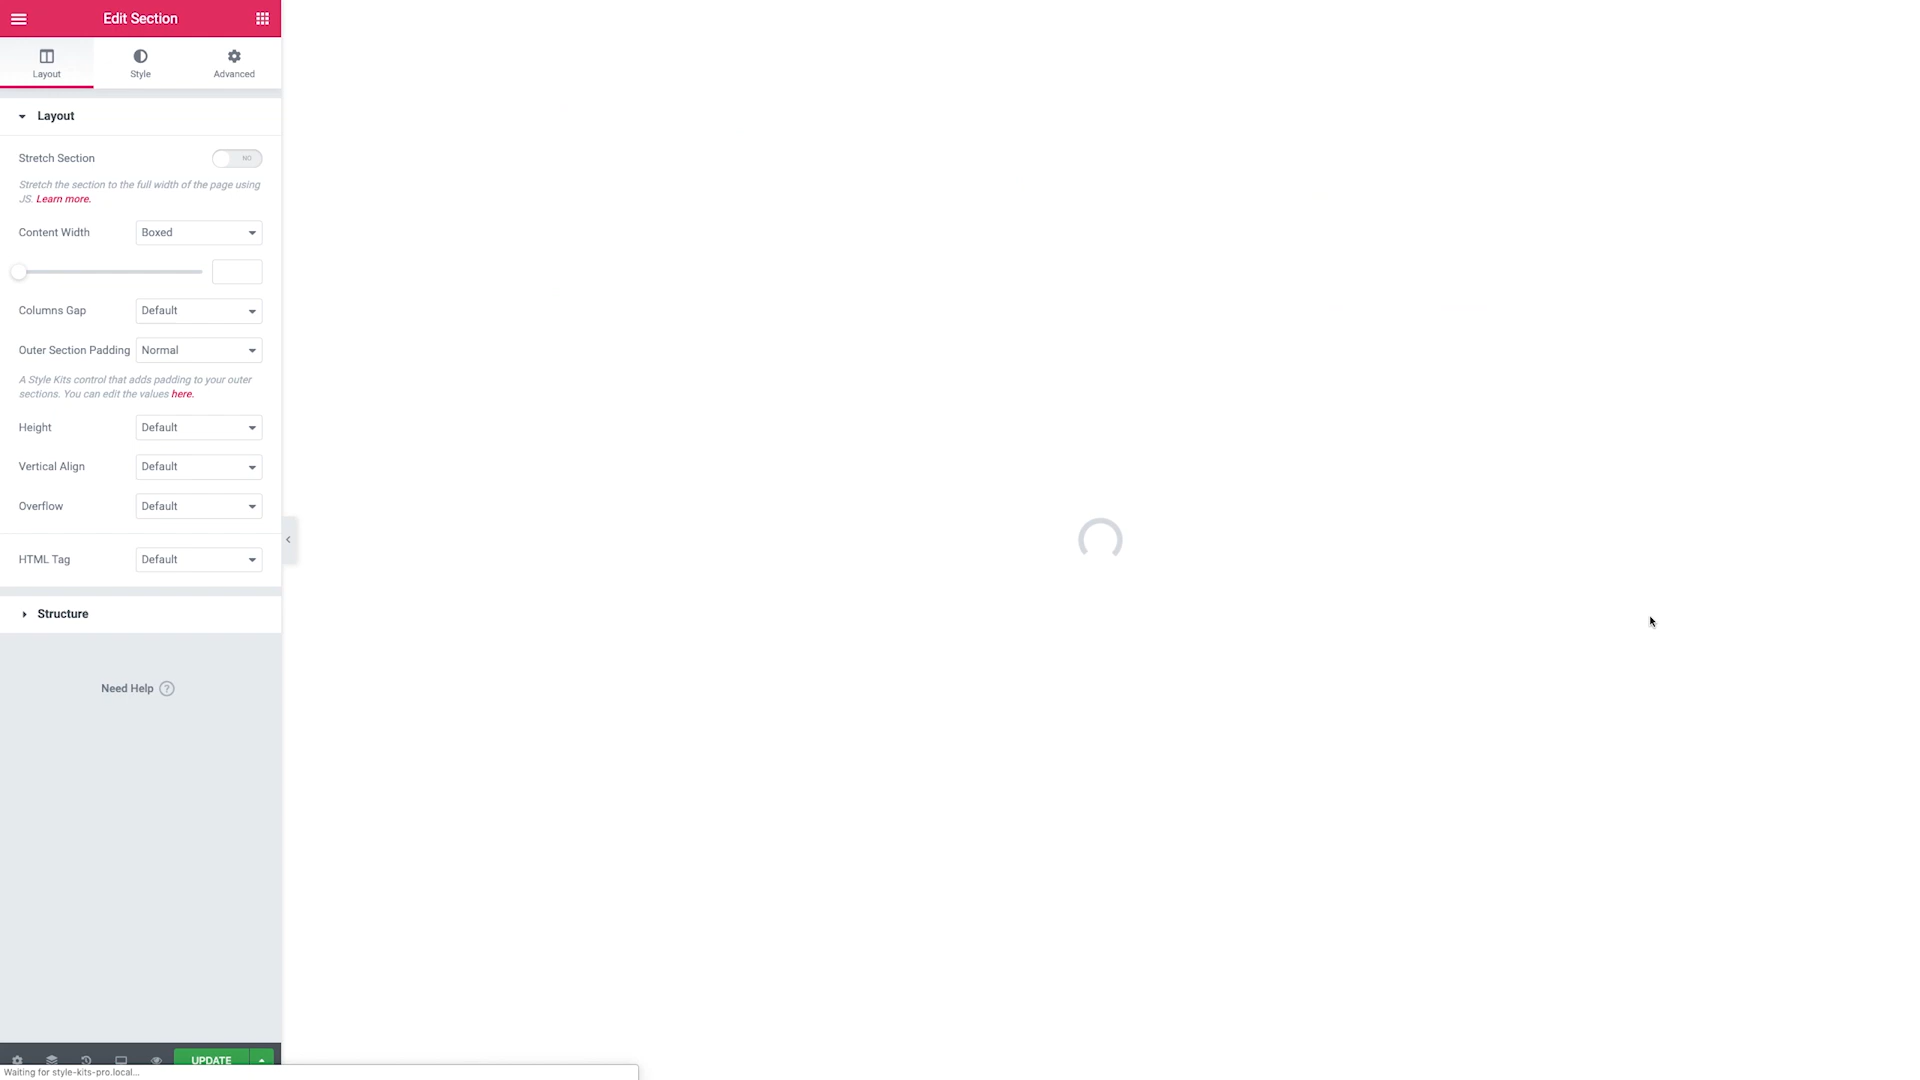 Edit Section
Layout
Style
Advanced
Layout
Stretch Section
NO
Stretch the section to the full width of the page using
JS. Learn more.
Content Width
Boxed
Columns Gap
Default
Outer Section Padding
Normal
A Style Kits control that adds padding to your outer
sections. You can edit the values here.
Height
Default
Vertical Align
Default
Overflow
Default
HTML Tag
Default
Structure
Need Help ?
UPDATE
Waiting for style-kits-pro.local...